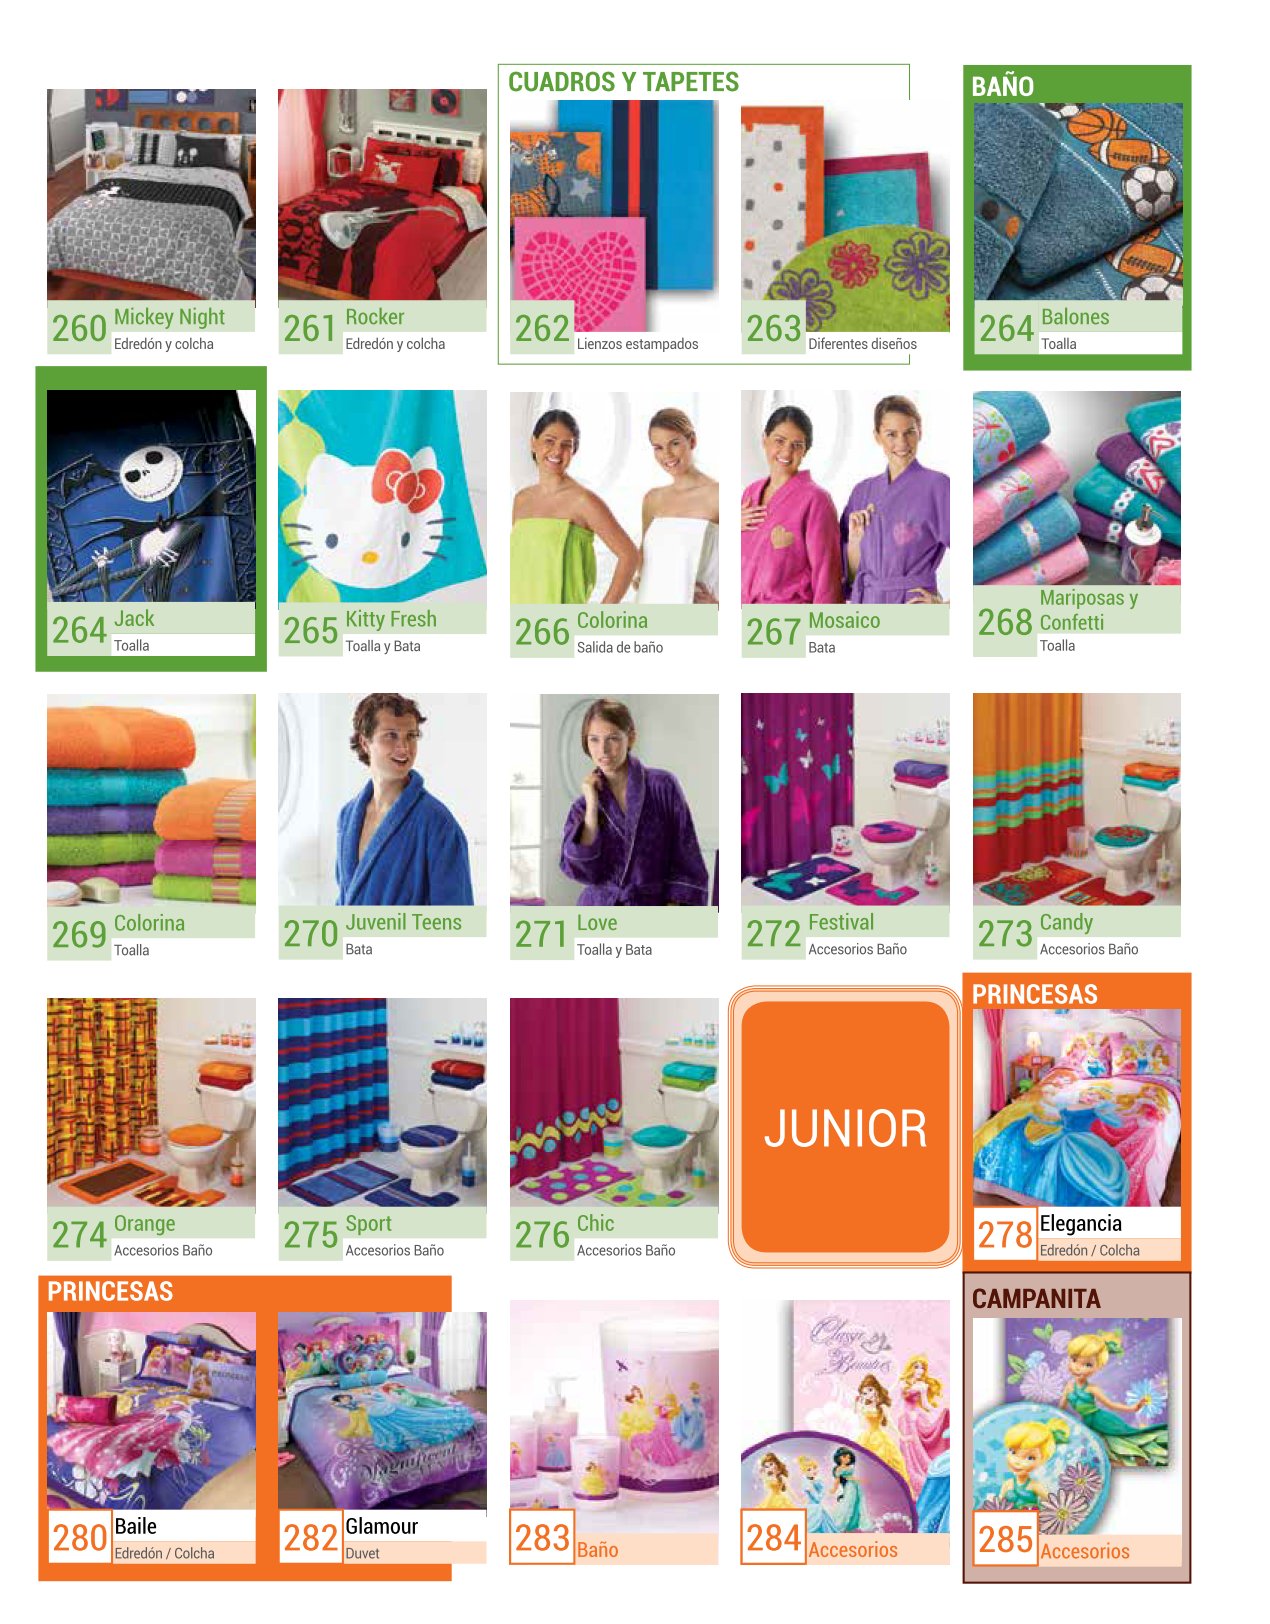 CUADROS Y TAPETES
BAÑO
260 Mickey Night
Edredón y colcha
261 Rocker
Edredón y colcha
262 Lienzos estampados
263 Diferentes diseños
264 Balones
Toalla
264 Jack
Toalla
265 Kitty Fresh
Toalla y Bata
266 Colorina
Salida de baño
267 Mosaico
Bata
268 Mariposas y
Confetti
Toalla
269 Colorina
Toalla
270 Juvenil Teens
Bata
271 Love
Toalla y Bata
272 Festival
Accesorios Baño
273 Candy
Accesorios Baño
274 Orange
Accesorios Baño
275 Sport
Accesorios Baño
276 Chic
Accesorios Baño
JUNIOR
PRINCESAS
278 Elegancia
Edredón / Colcha
PRINCESAS
280 Baile
Edredón / Colcha
282 Glamour
Duvet
283 Baño
284 Accesorios
CAMPANITA
285 Accesorios